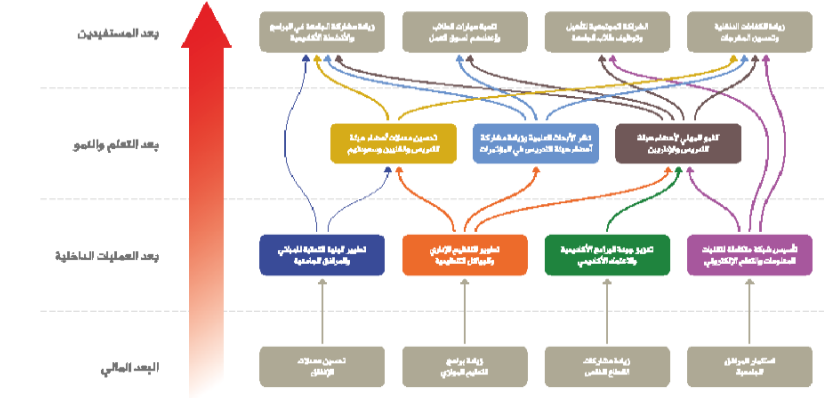 بعد المستفيدين
زيادة الكفاءات الداخلية
وتحسين المخرجات
الشراكة المجتمعية لتأهيل
وتوظيف طلاب الجامعة
تنمية مهارات الطلاب
وإعدادهم لسوق العمل
زيادة مشاركة الجامعة في البرامج
والأنشطة الأكاديمية
بعد التعلم والنمو
النمو المهني لأعضاء هيئة
التدريس والإداريين
نشر الأبحاث العلمية وزيادة مشاركة
أعضاء هيئة التدريس في المؤتمرات
تحسين معدلات أعضاء هيئة
التدريس والفنيين وسعودتهم
بعد العمليات الداخلية
تأسيس شبكة متكاملة لتقنيات
المعلومات والتعلم الإلكتروني
تعزيز جودة البرامج الأكاديمية
والاعتماد الأكاديمي
تطوير التنظيم الإداري
والهياكل التنظيمية
تطوير البنية التحتية للمباني
والمرافق الجامعية
البعد المالي
استثمار المرافق
الجامعية
زيادة مشاركات
القطاع الخاص
زيادة برامج
التعليم الموازي
تحسين معدلات
الإنفاق